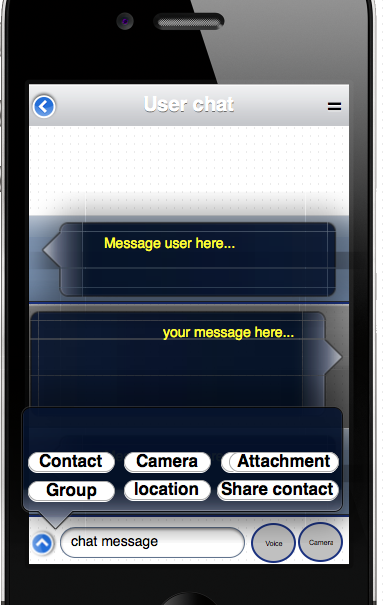 User chat
Message user here...
your message here...
Contact Camera Attachment
Group location Share contact
chat message Voice Camera